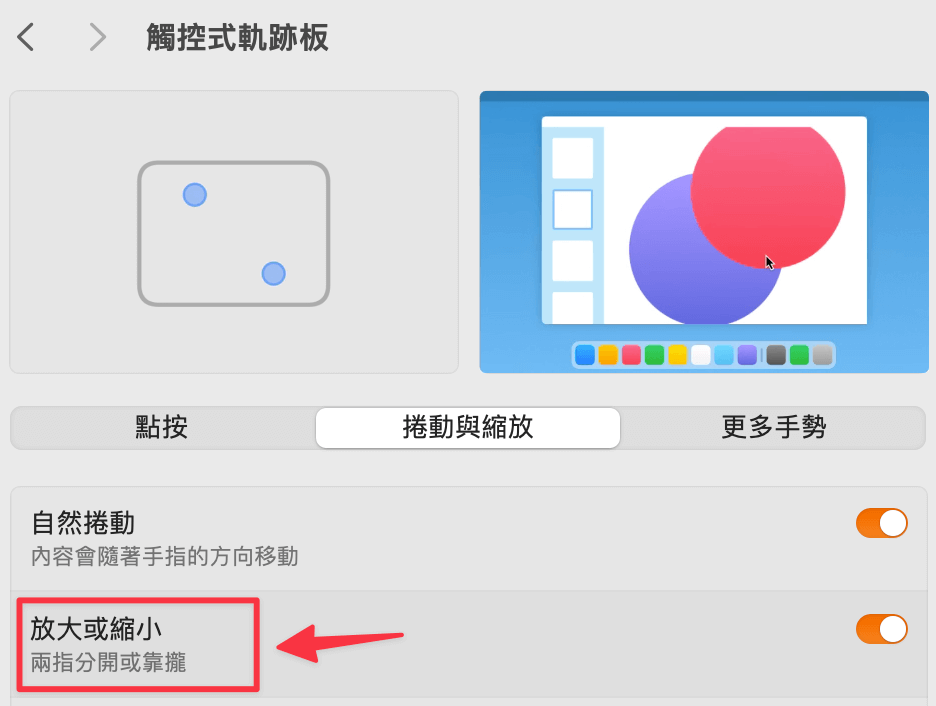 觸控式軌跡板
點按
捲動與縮放
更多手勢
自然捲動
內容會隨著手指的方向移動
放大或縮小
兩指分開或靠攏